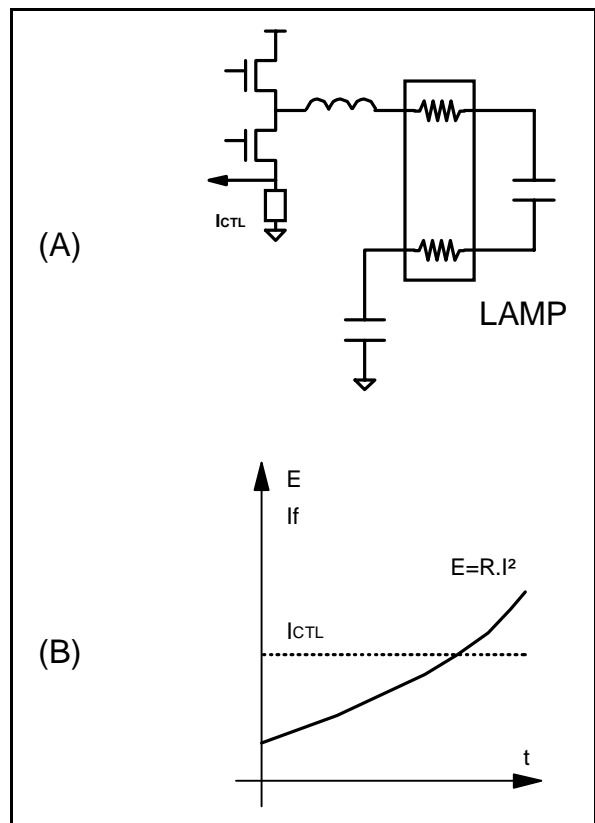 ICTL
(A)
LAMP
E
If
E=R.I²
ICTL
(B)
t